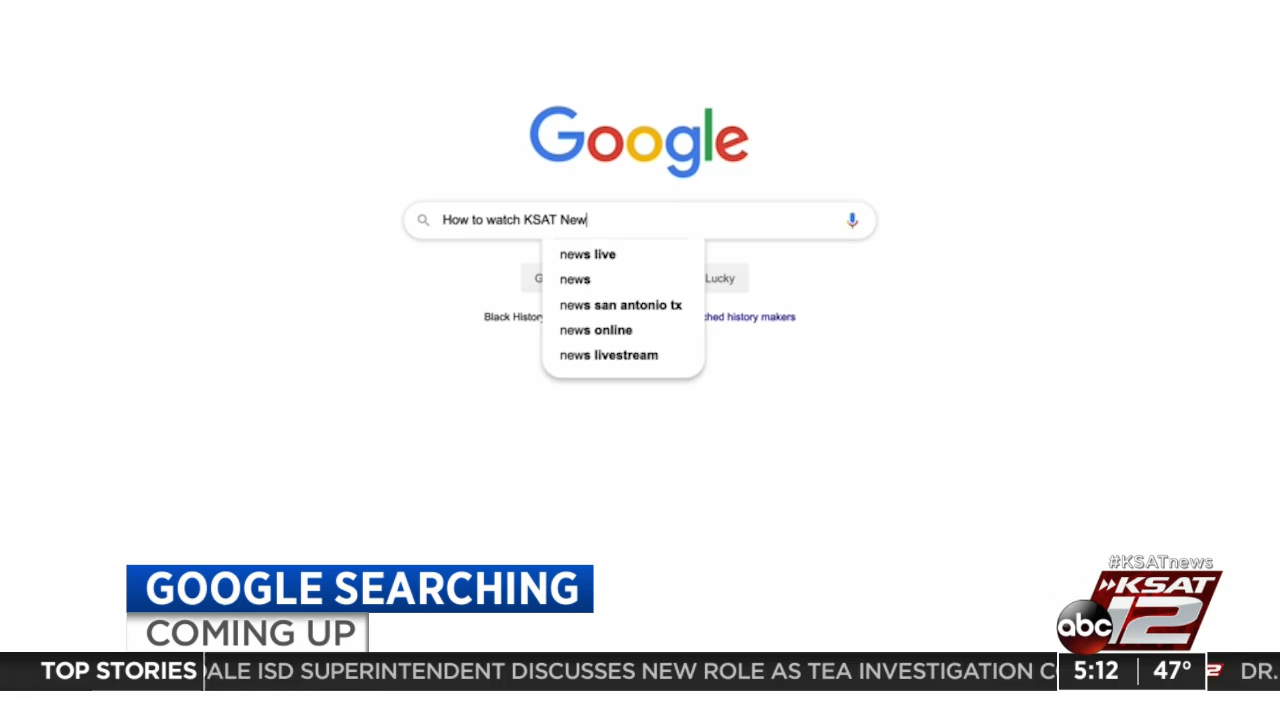 Google
How to watch KSAT New
news live
news
news san antonio tx
news online
news livestream
G
Lucky
Black History
ched history makers
#KSATnews
KSAT
abc 12
GOOGLE SEARCHING
COMING UP
TOP STORIES
DALE ISD SUPERINTENDENT DISCUSSES NEW ROLE AS TEA INVESTIGATION C
5:12
47°
DR.